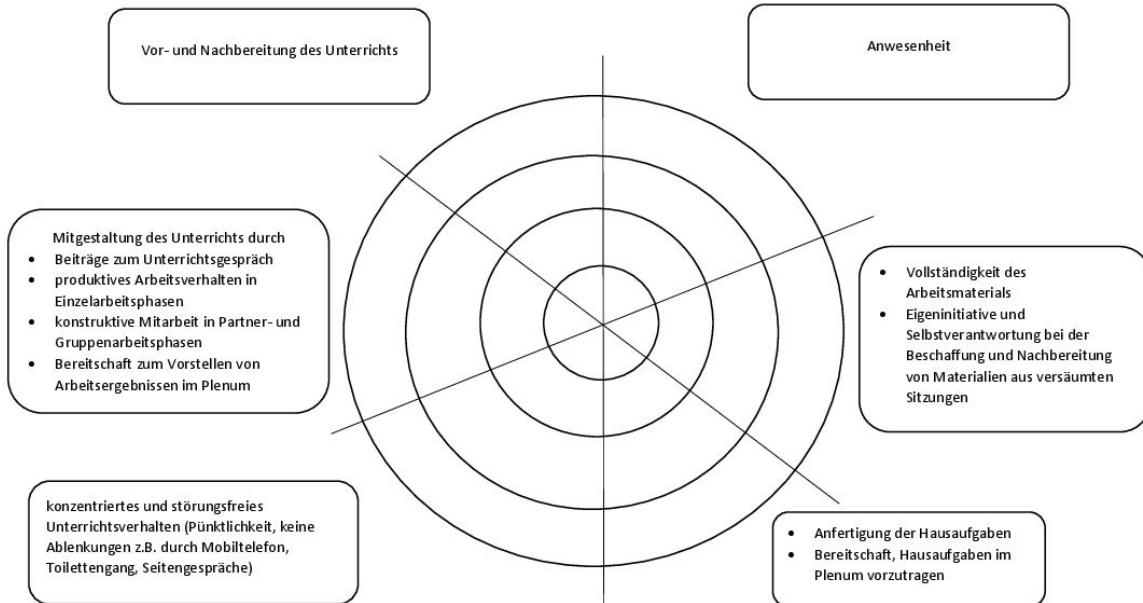 Vor- und Nachbereitung des Unterrichts
Anwesenheit
Mitgestaltung des Unterrichts durch
• Beiträge zum Unterrichtsgespräch
• produktives Arbeitsverhalten in
Einzelarbeitsphasen
• konstruktive Mitarbeit in Partner- und
Gruppenarbeitsphasen
• Bereitschaft zum Vorstellen von
Arbeitsergebnissen im Plenum
• Vollständigkeit des
Arbeitsmaterials
• Eigeninitiative und
Selbstverantwortung bei der
Beschaffung und Nachbereitung
von Materialien aus versäumten
Sitzungen
konzentriertes und störungsfreies
Unterrichtsverhalten (Pünktlichkeit, keine
Ablenkungen z.B. durch Mobiltelefon,
Toilettengang, Seitengespräche)
• Anfertigung der Hausaufgaben
• Bereitschaft, Hausaufgaben im
Plenum vorzutragen